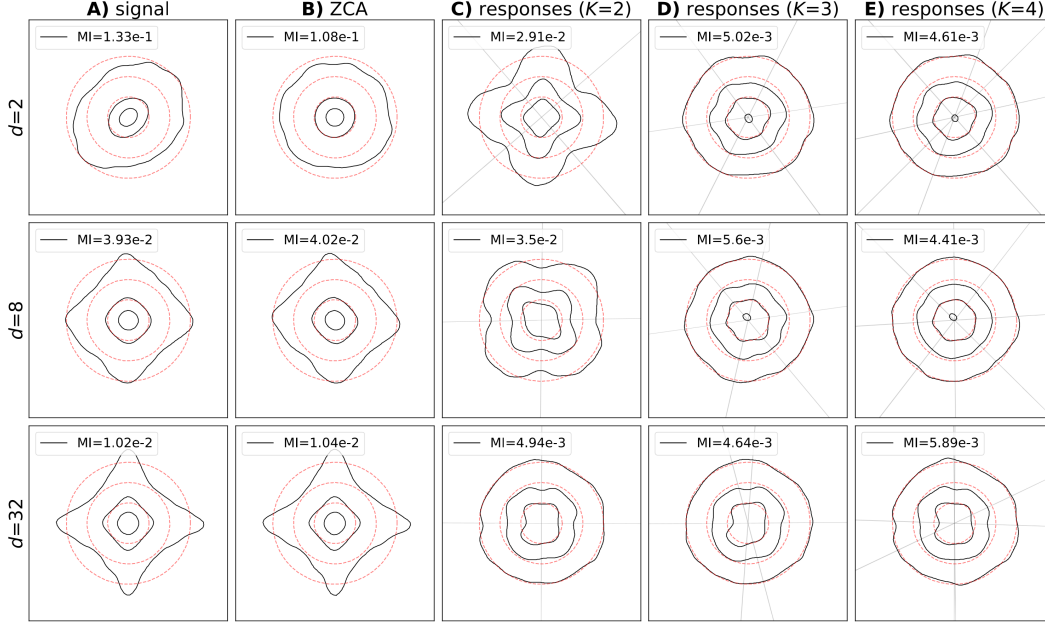 A) signal
B) ZCA
C) responses (K=2)
D) responses (K=3)
E) responses (K=4)
d=2
MI=1.33e-1
MI=1.08e-1
MI=2.91e-2
MI=5.02e-3
MI=4.61e-3
d=8
MI=3.93e-2
MI=4.02e-2
MI=3.5e-2
MI=5.6e-3
MI=4.41e-3
d=32
MI=1.02e-2
MI=1.04e-2
MI=4.94e-3
MI=4.64e-3
MI=5.89e-3